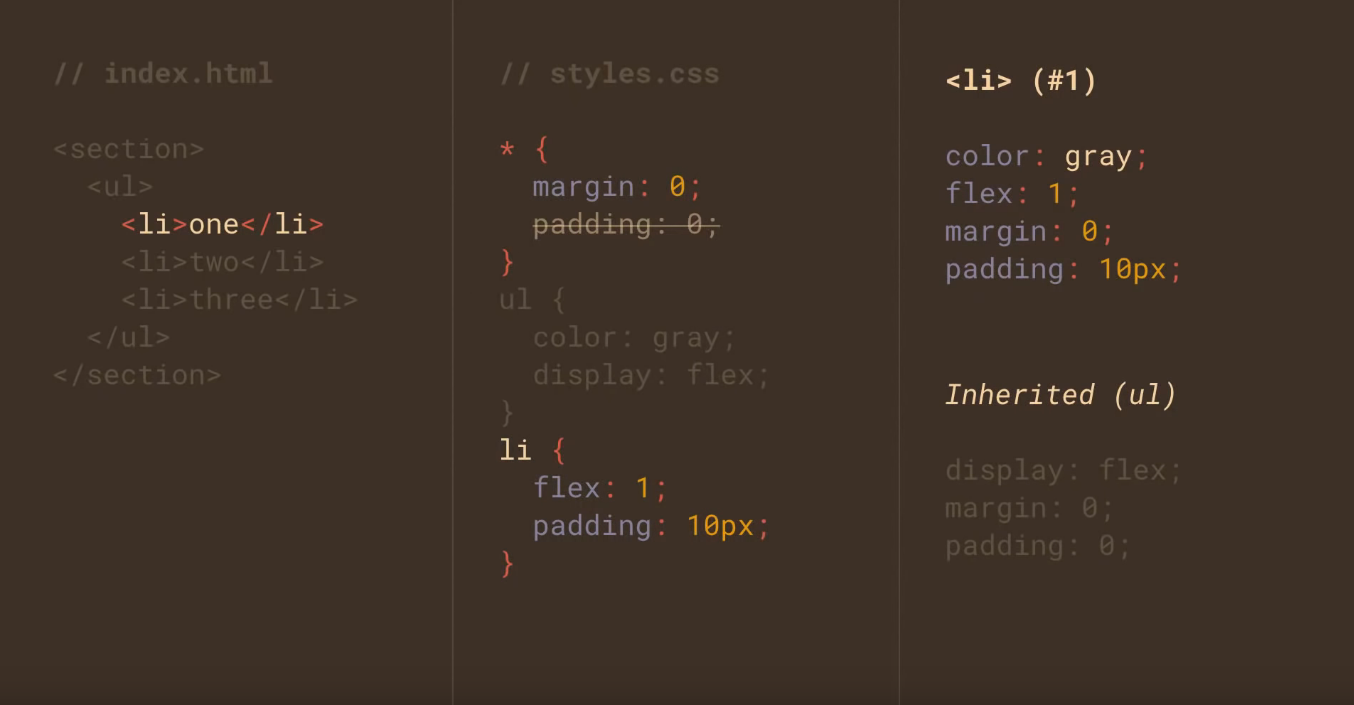 // index.html
<section>
  <ul>
    <li>one</li>
    <li>two</li>
    <li>three</li>
  </ul>
</section>
// styles.css
* {
  margin: 0;
  padding: 0;
}
ul {
  color: gray;
  display: flex;
}
li {
  flex: 1;
  padding: 10px;
}
<li> (#1)
color: gray;
flex: 1;
margin: 0;
padding: 10px;
Inherited (ul)
display: flex;
margin: 0;
padding: 0;